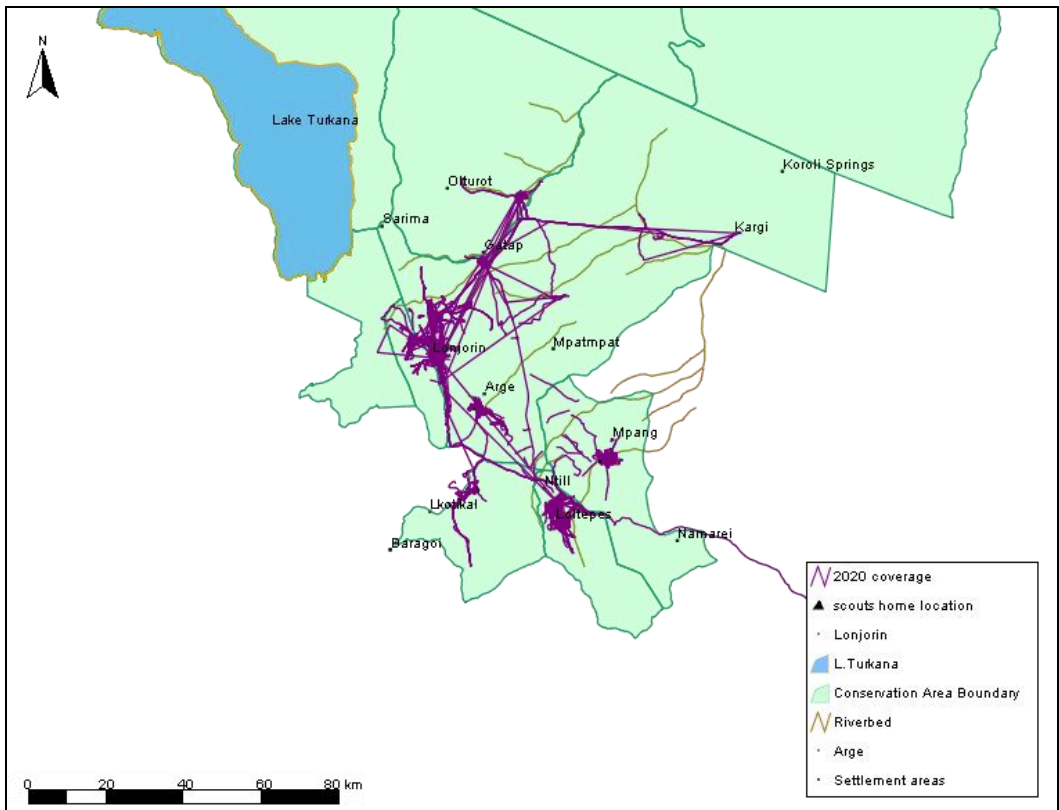 N
Lake Turkana
Koroli Springs
Olturot
Sarima
Kargi
Gatap
Lonjorin
Mpatmpat
Arge
Mpang
Ntill
Lkotikal
Loltepes
Baragoi
Namarei
2020 coverage
scouts home location
Lonjorin
L.Turkana
Conservation Area Boundary
Riverbed
Arge
Settlement areas
0 20 40 60 80 km